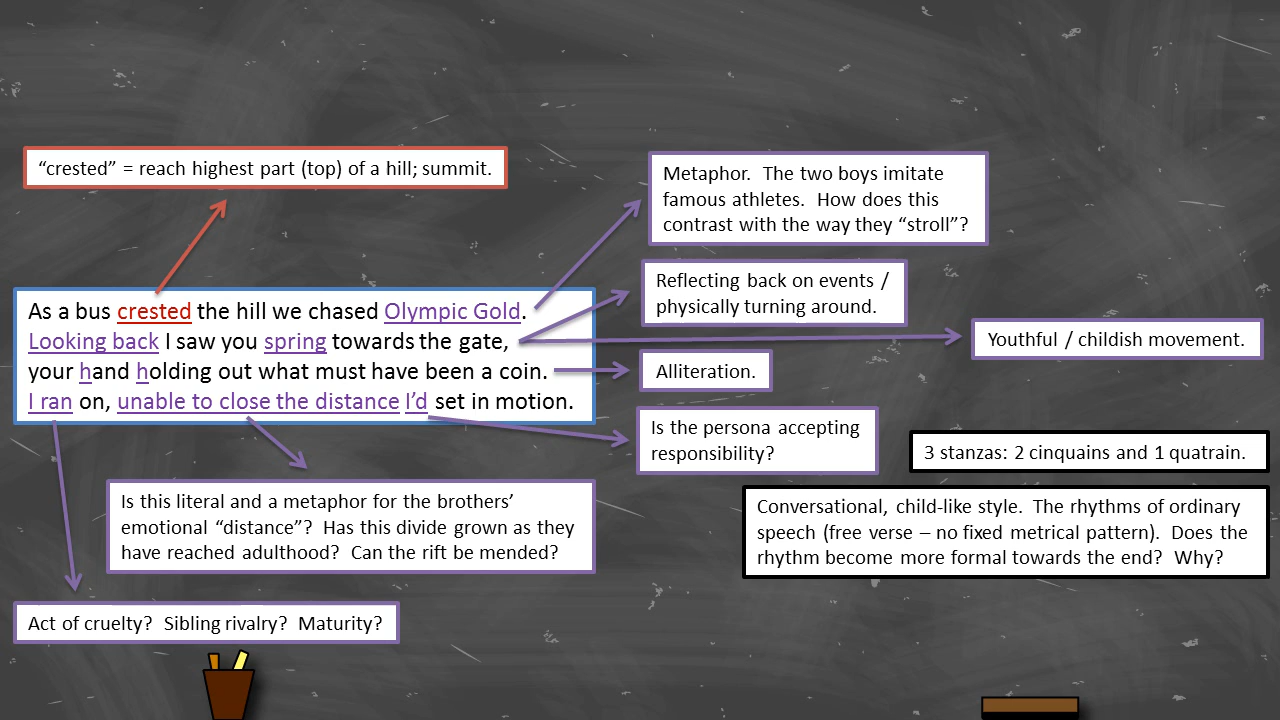 “crested” = reach highest part (top) of a hill; summit.
Metaphor.  The two boys imitate
famous athletes.  How does this
contrast with the way they “stroll”?
Reflecting back on events /
physically turning around.
As a bus crested the hill we chased Olympic Gold.
Looking back I saw you spring towards the gate,
your hand holding out what must have been a coin.
I ran on, unable to close the distance I’d set in motion.
Youthful / childish movement.
Alliteration.
Is the persona accepting
responsibility?
3 stanzas: 2 cinquains and 1 quatrain.
Is this literal and a metaphor for the brothers’
emotional “distance”?  Has this divide grown as they
have reached adulthood?  Can the rift be mended?
Conversational, child-like style.  The rhythms of ordinary
speech (free verse – no fixed metrical pattern).  Does the
rhythm become more formal towards the end?  Why?
Act of cruelty?  Sibling rivalry?  Maturity?